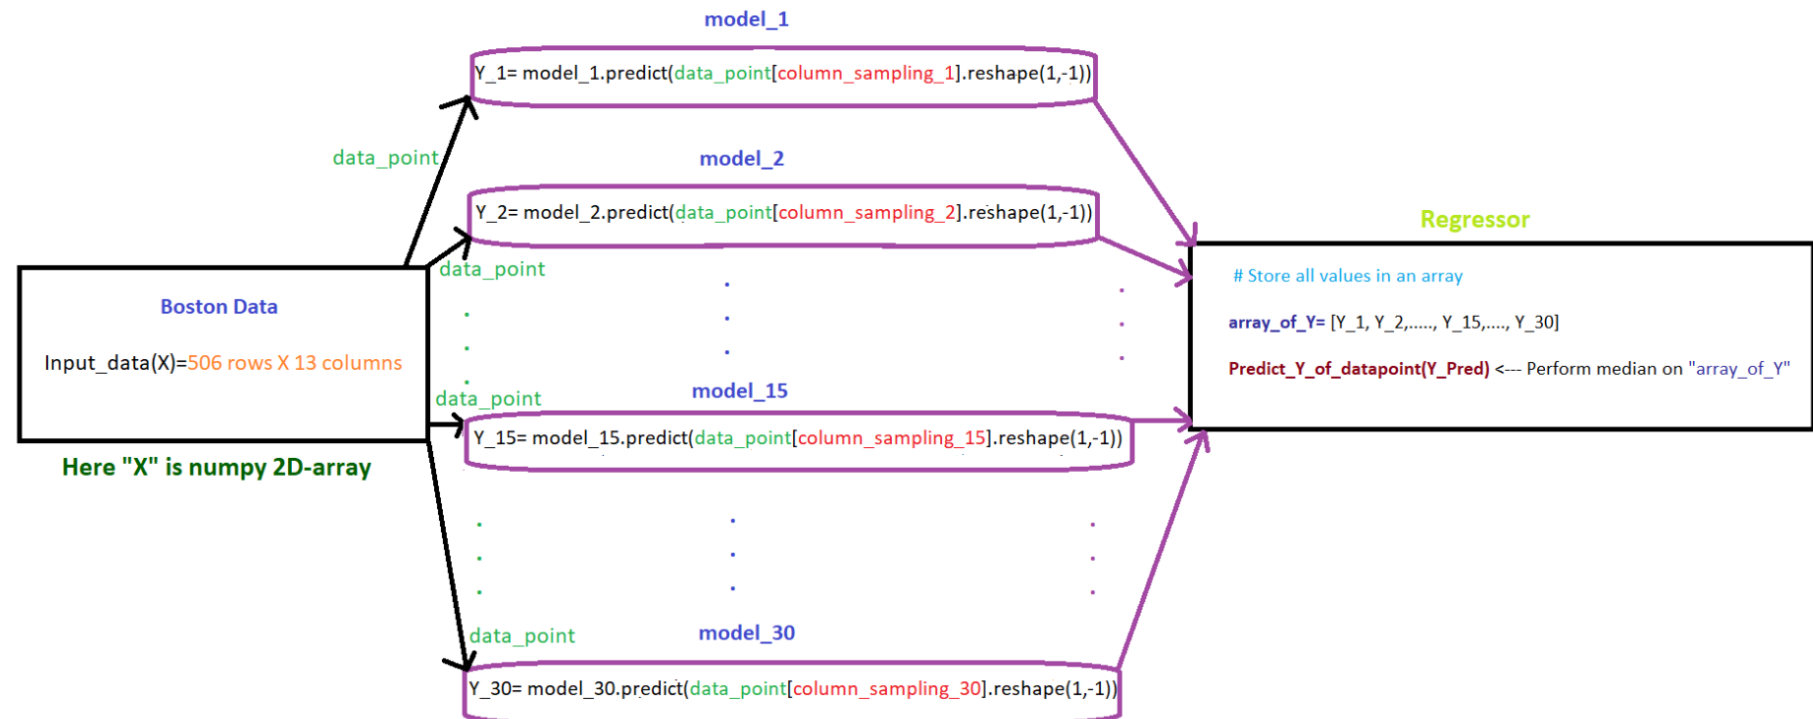 model_1
Y_1= model_1.predict(data_point[column_sampling_1].reshape(1,-1))
data_point
model_2
Y_2= model_2.predict(data_point[column_sampling_2].reshape(1,-1))
Regressor
data_point
# Store all values in an array
Boston Data
array_of_Y= [Y_1, Y_2,....., Y_15,...., Y_30]
Input_data(X)=506 rows X 13 columns
Predict_Y_of_datapoint(Y_Pred) <--- Perform median on "array_of_Y"
data_point
model_15
Y_15= model_15.predict(data_point[column_sampling_15].reshape(1,-1))
Here "X" is numpy 2D-array
data_point
model_30
Y_30= model_30.predict(data_point[column_sampling_30].reshape(1,-1))